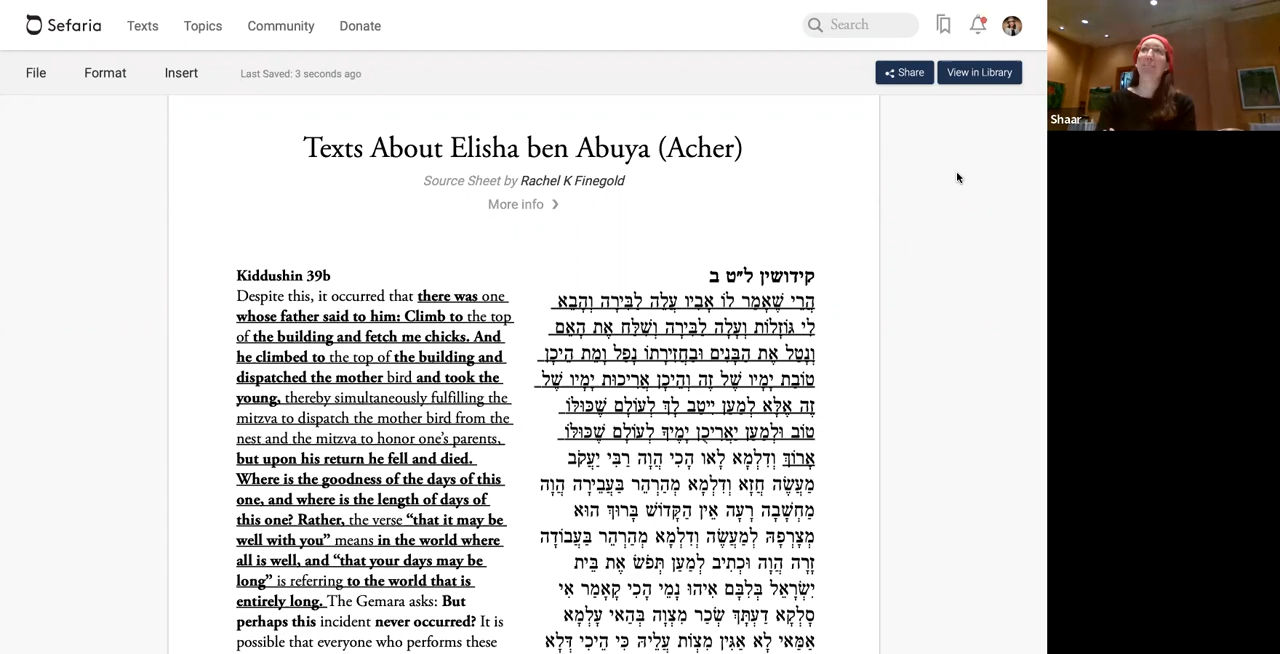 Sefaria Texts Topics Community Donate Search
File Format Insert Last Saved: 3 seconds ago Share View in Library
Shaar
Texts About Elisha ben Abuya (Acher)
Source Sheet by Rachel K Finegold
More info
Kiddushin 39b
Despite this, it occurred that there was one
whose father said to him: Climb to the top
of the building and fetch me chicks. And
he climbed to the top of the building and
dispatched the mother bird and took the
young, thereby simultaneously fulfilling the
mitzva to dispatch the mother bird from the
nest and the mitzva to honor one's parents,
but upon his return he fell and died.
Where is the goodness of the days of this
one, and where is the length of days of
this one? Rather, the verse “that it may be
well with you” means in the world where
all is well, and “that your days may be
long” is referring to the world that is
entirely long. The Gemara asks: But
perhaps this incident never occurred? It is
possible that everyone who performs these
קידושין ל״ט ב
הֲרֵי שֶׁאָמַר לוֹ אָבִיו עֲלֵה לַבִּירָה וְהָבֵא
לִי גּוֹזָלוֹת וְעָלָה לַבִּירָה וְשִׁלַּח אֶת הָאֵם
וְנָטַל אֶת הַבָּנִים וּבַחֲזִירָתוֹ נָפַל וָמֵת הֵיכָן
טוֹבַת יָמָיו שֶׁל זֶה וְהֵיכָן אֲרִיכוּת יָמָיו שֶׁל
זֶה אֶלָּא לְמַעַן יִיטַב לָךְ לְעוֹלָם שֶׁכּוּלּוֹ
טוֹב וּלְמַעַן יַאֲרִיכֻן יָמֶיךָ לְעוֹלָם שֶׁכּוּלּוֹ
אָרוֹךְ וְדִלְמָא לָאו הָכִי הֲוָה רַבִּי יַעֲקֹב
מַעֲשֶׂה חֲזָא וְדִלְמָא מְהַרְהֵר בַּעֲבֵירָה הֲוָה
מַחְשָׁבָה רָעָה אֵין הַקָּדוֹשׁ בָּרוּךְ הוּא
מְצָרְפָהּ לְמַעֲשֶׂה וְדִלְמָא מְהַרְהֵר בַּעֲבוֹדָה
זָרָה הֲוָה וּכְתִיב לְמַעַן תְּפֹשׂ אֶת בֵּית
יִשְׂרָאֵל בְּלִבָּם אִיהוּ נָמֵי הָכִי קָאָמַר אִי
סָלְקָא דַעְתָּךְ שְׂכַר מִצְוָה בְּהַאי עָלְמָא
אַמַּאי לָא אַגִּין מִצְוֹת עֲלֵיהּ כִּי הֵיכִי דְּלָא